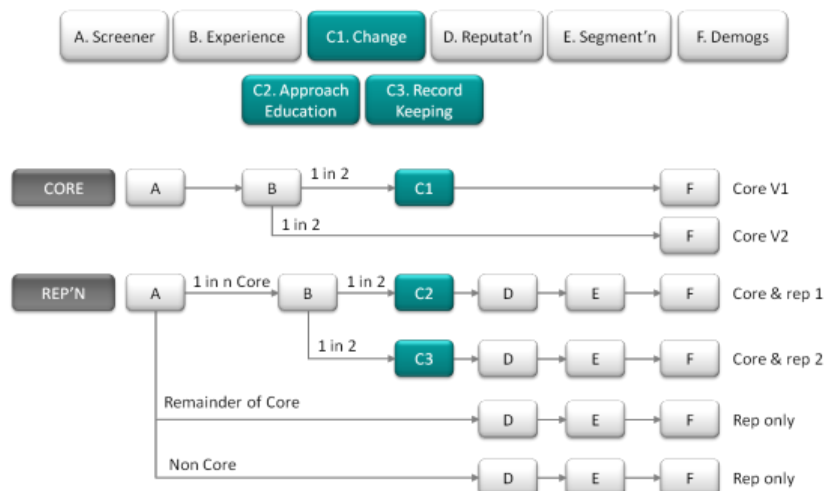 A. Screener
B. Experience
C1. Change
D. Reputat'n
E. Segment'n
F. Demogs
C2. Approach
Education
C3. Record
Keeping
CORE
A
B
1 in 2
C1
F
Core V1
1 in 2
F
Core V2
REP'N
A
1 in n Core
B
1 in 2
C2
D
E
F
Core & rep 1
1 in 2
C3
D
E
F
Core & rep 2
Remainder of Core
D
E
F
Rep only
Non Core
D
E
F
Rep only